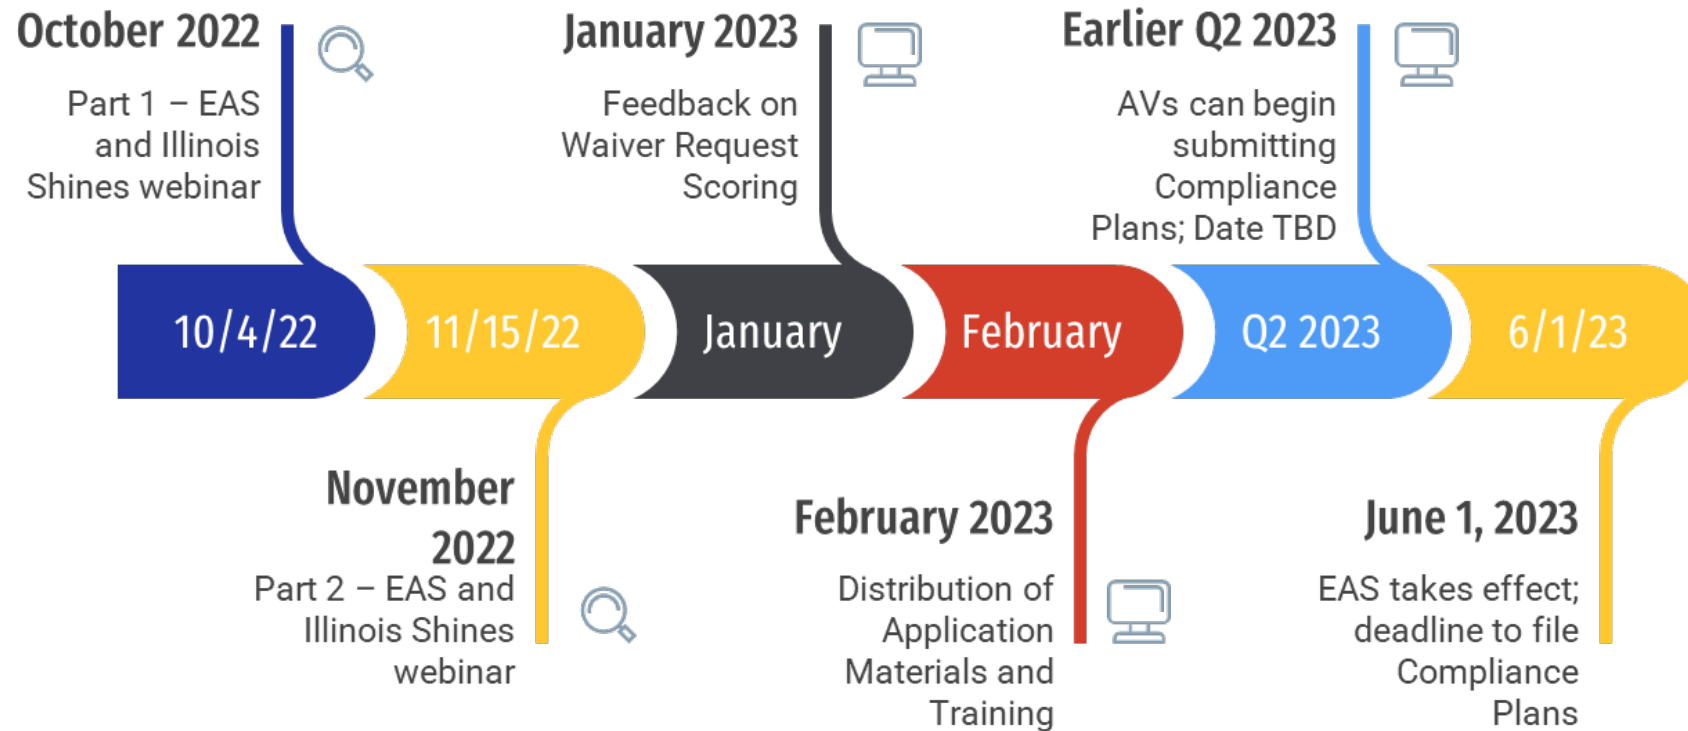 October 2022
Part 1 – EAS
and Illinois
Shines webinar
January 2023
Feedback on
Waiver Request
Scoring
Earlier Q2 2023
AVs can begin
submitting
Compliance
Plans; Date TBD
10/4/22
11/15/22
January
February
Q2 2023
6/1/23
November
2022
Part 2 – EAS and
Illinois Shines
webinar
February 2023
Distribution of
Application
Materials and
Training
June 1, 2023
EAS takes effect;
deadline to file
Compliance
Plans